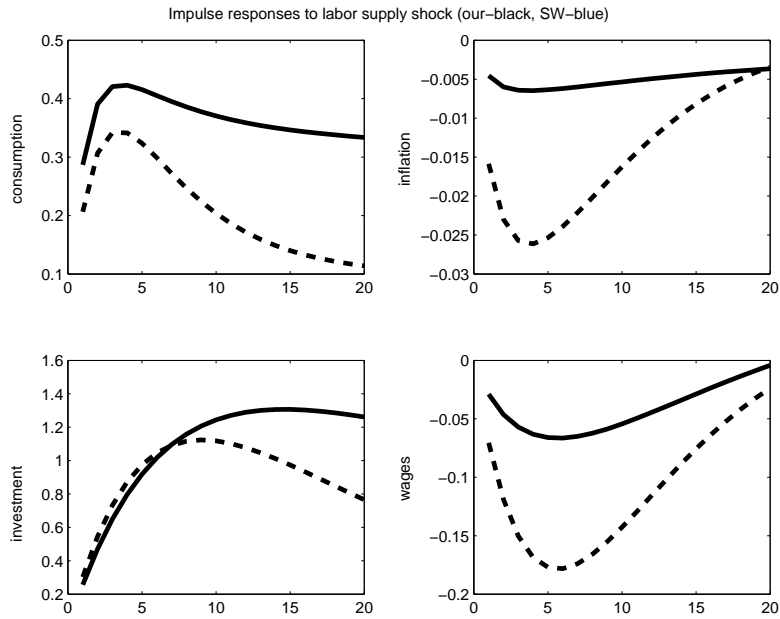 Impulse responses to labor supply shock (our-black, SW-blue)
0.5
0.4
0.3
0.2
0.1
consumption
0 5 10 15 20
0
−0.005
−0.01
−0.015
−0.02
−0.025
−0.03
inflation
0 5 10 15 20
1.6
1.4
1.2
1
0.8
0.6
0.4
0.2
investment
0 5 10 15 20
0
−0.05
−0.1
−0.15
−0.2
wages
0 5 10 15 20